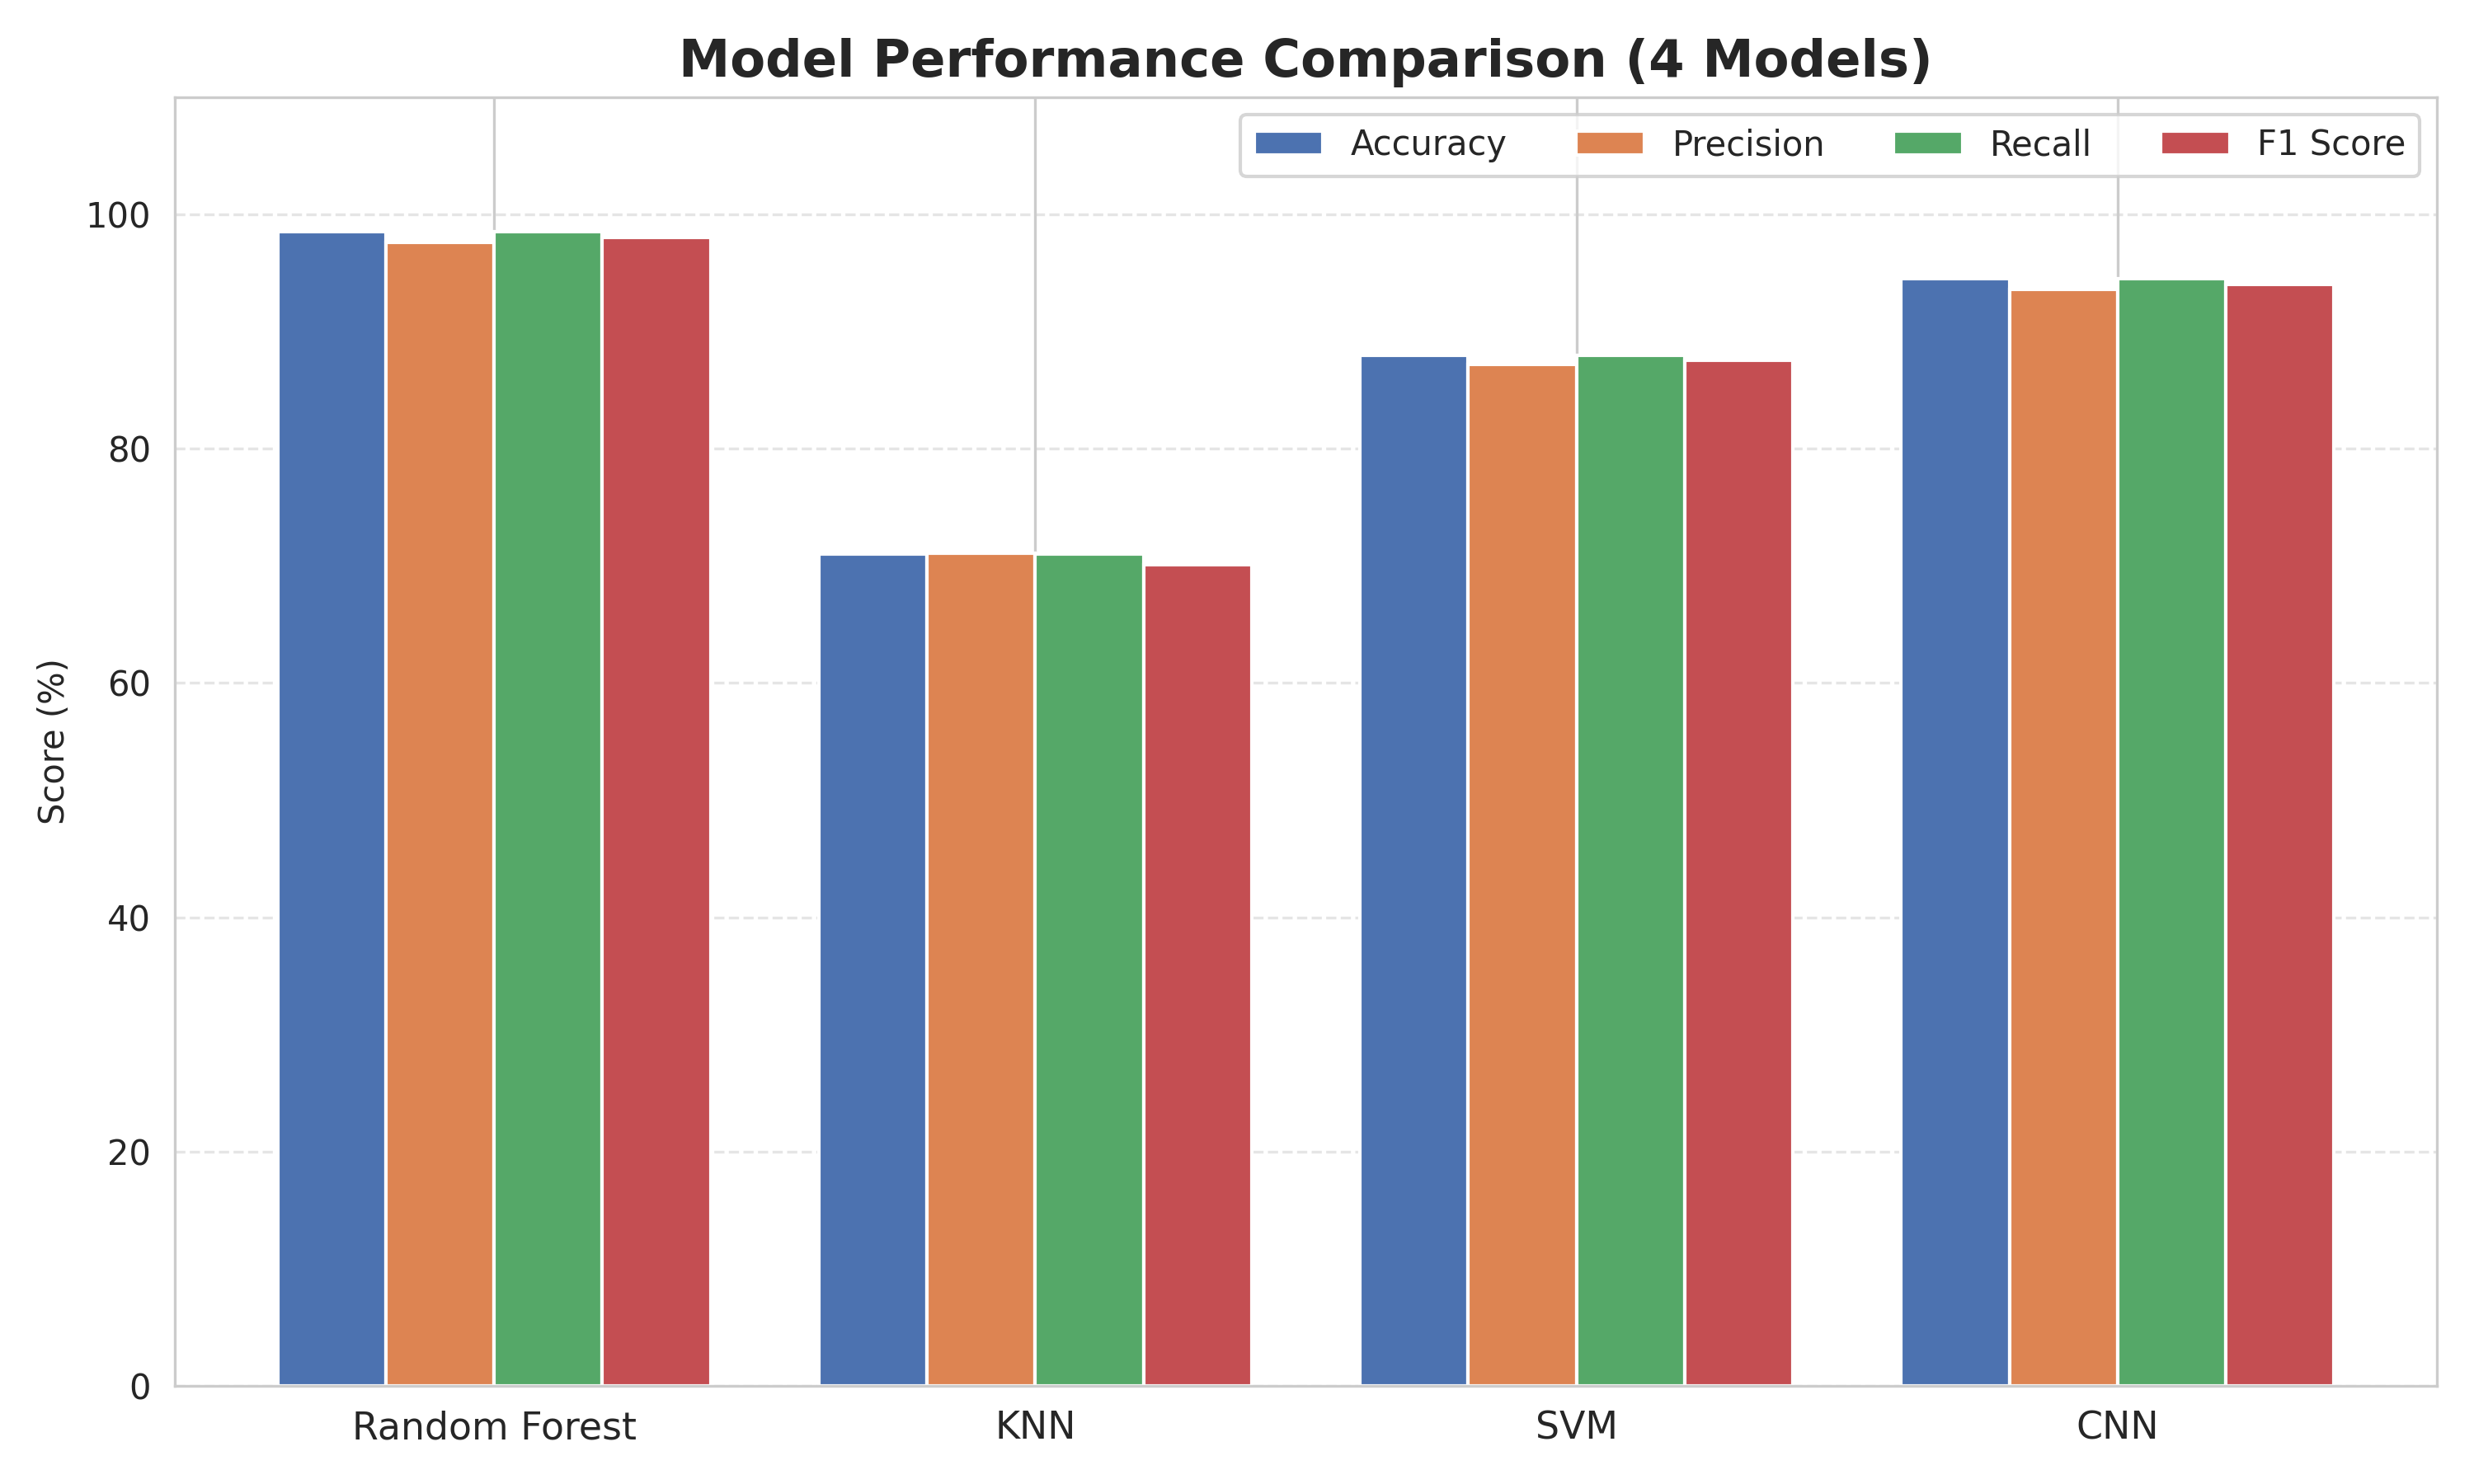 Model Performance Comparison (4 Models)
Accuracy Precision Recall F1 Score
100
80
60
40
20
0
Score (%)
Random Forest KNN SVM CNN